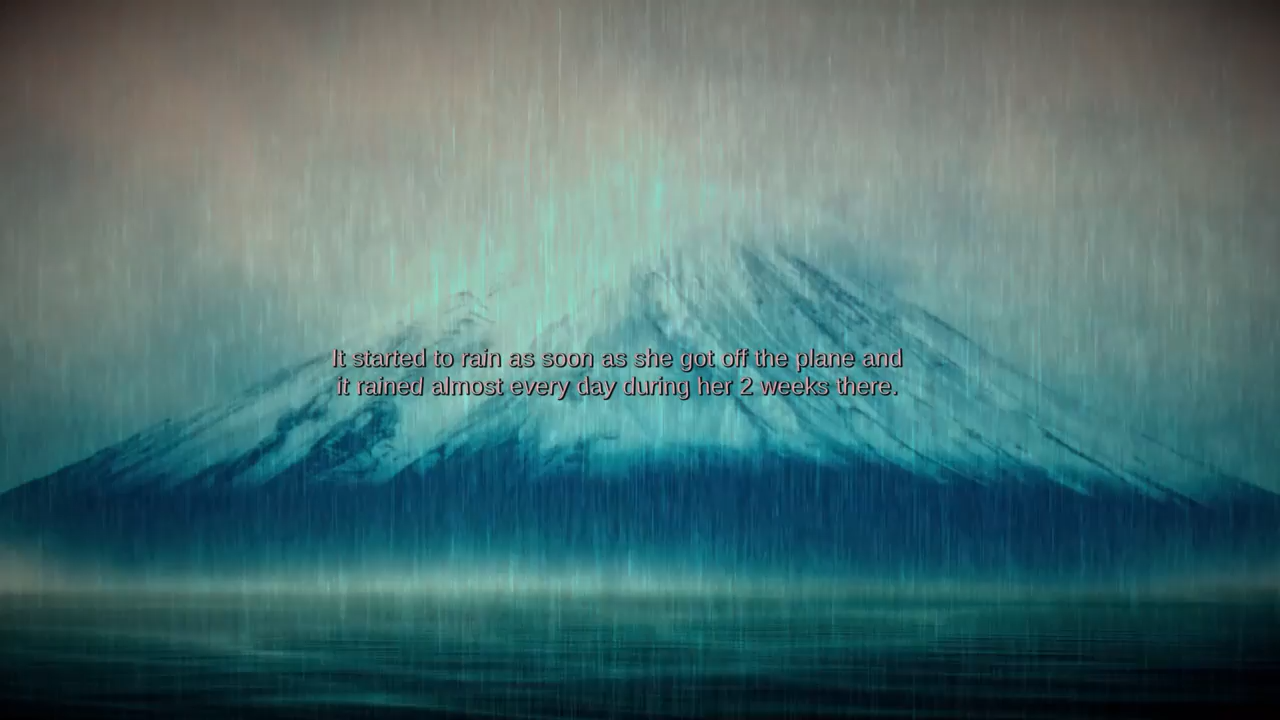 It started to rain as soon as she got off the plane and
it rained almost every day during her 2 weeks there.